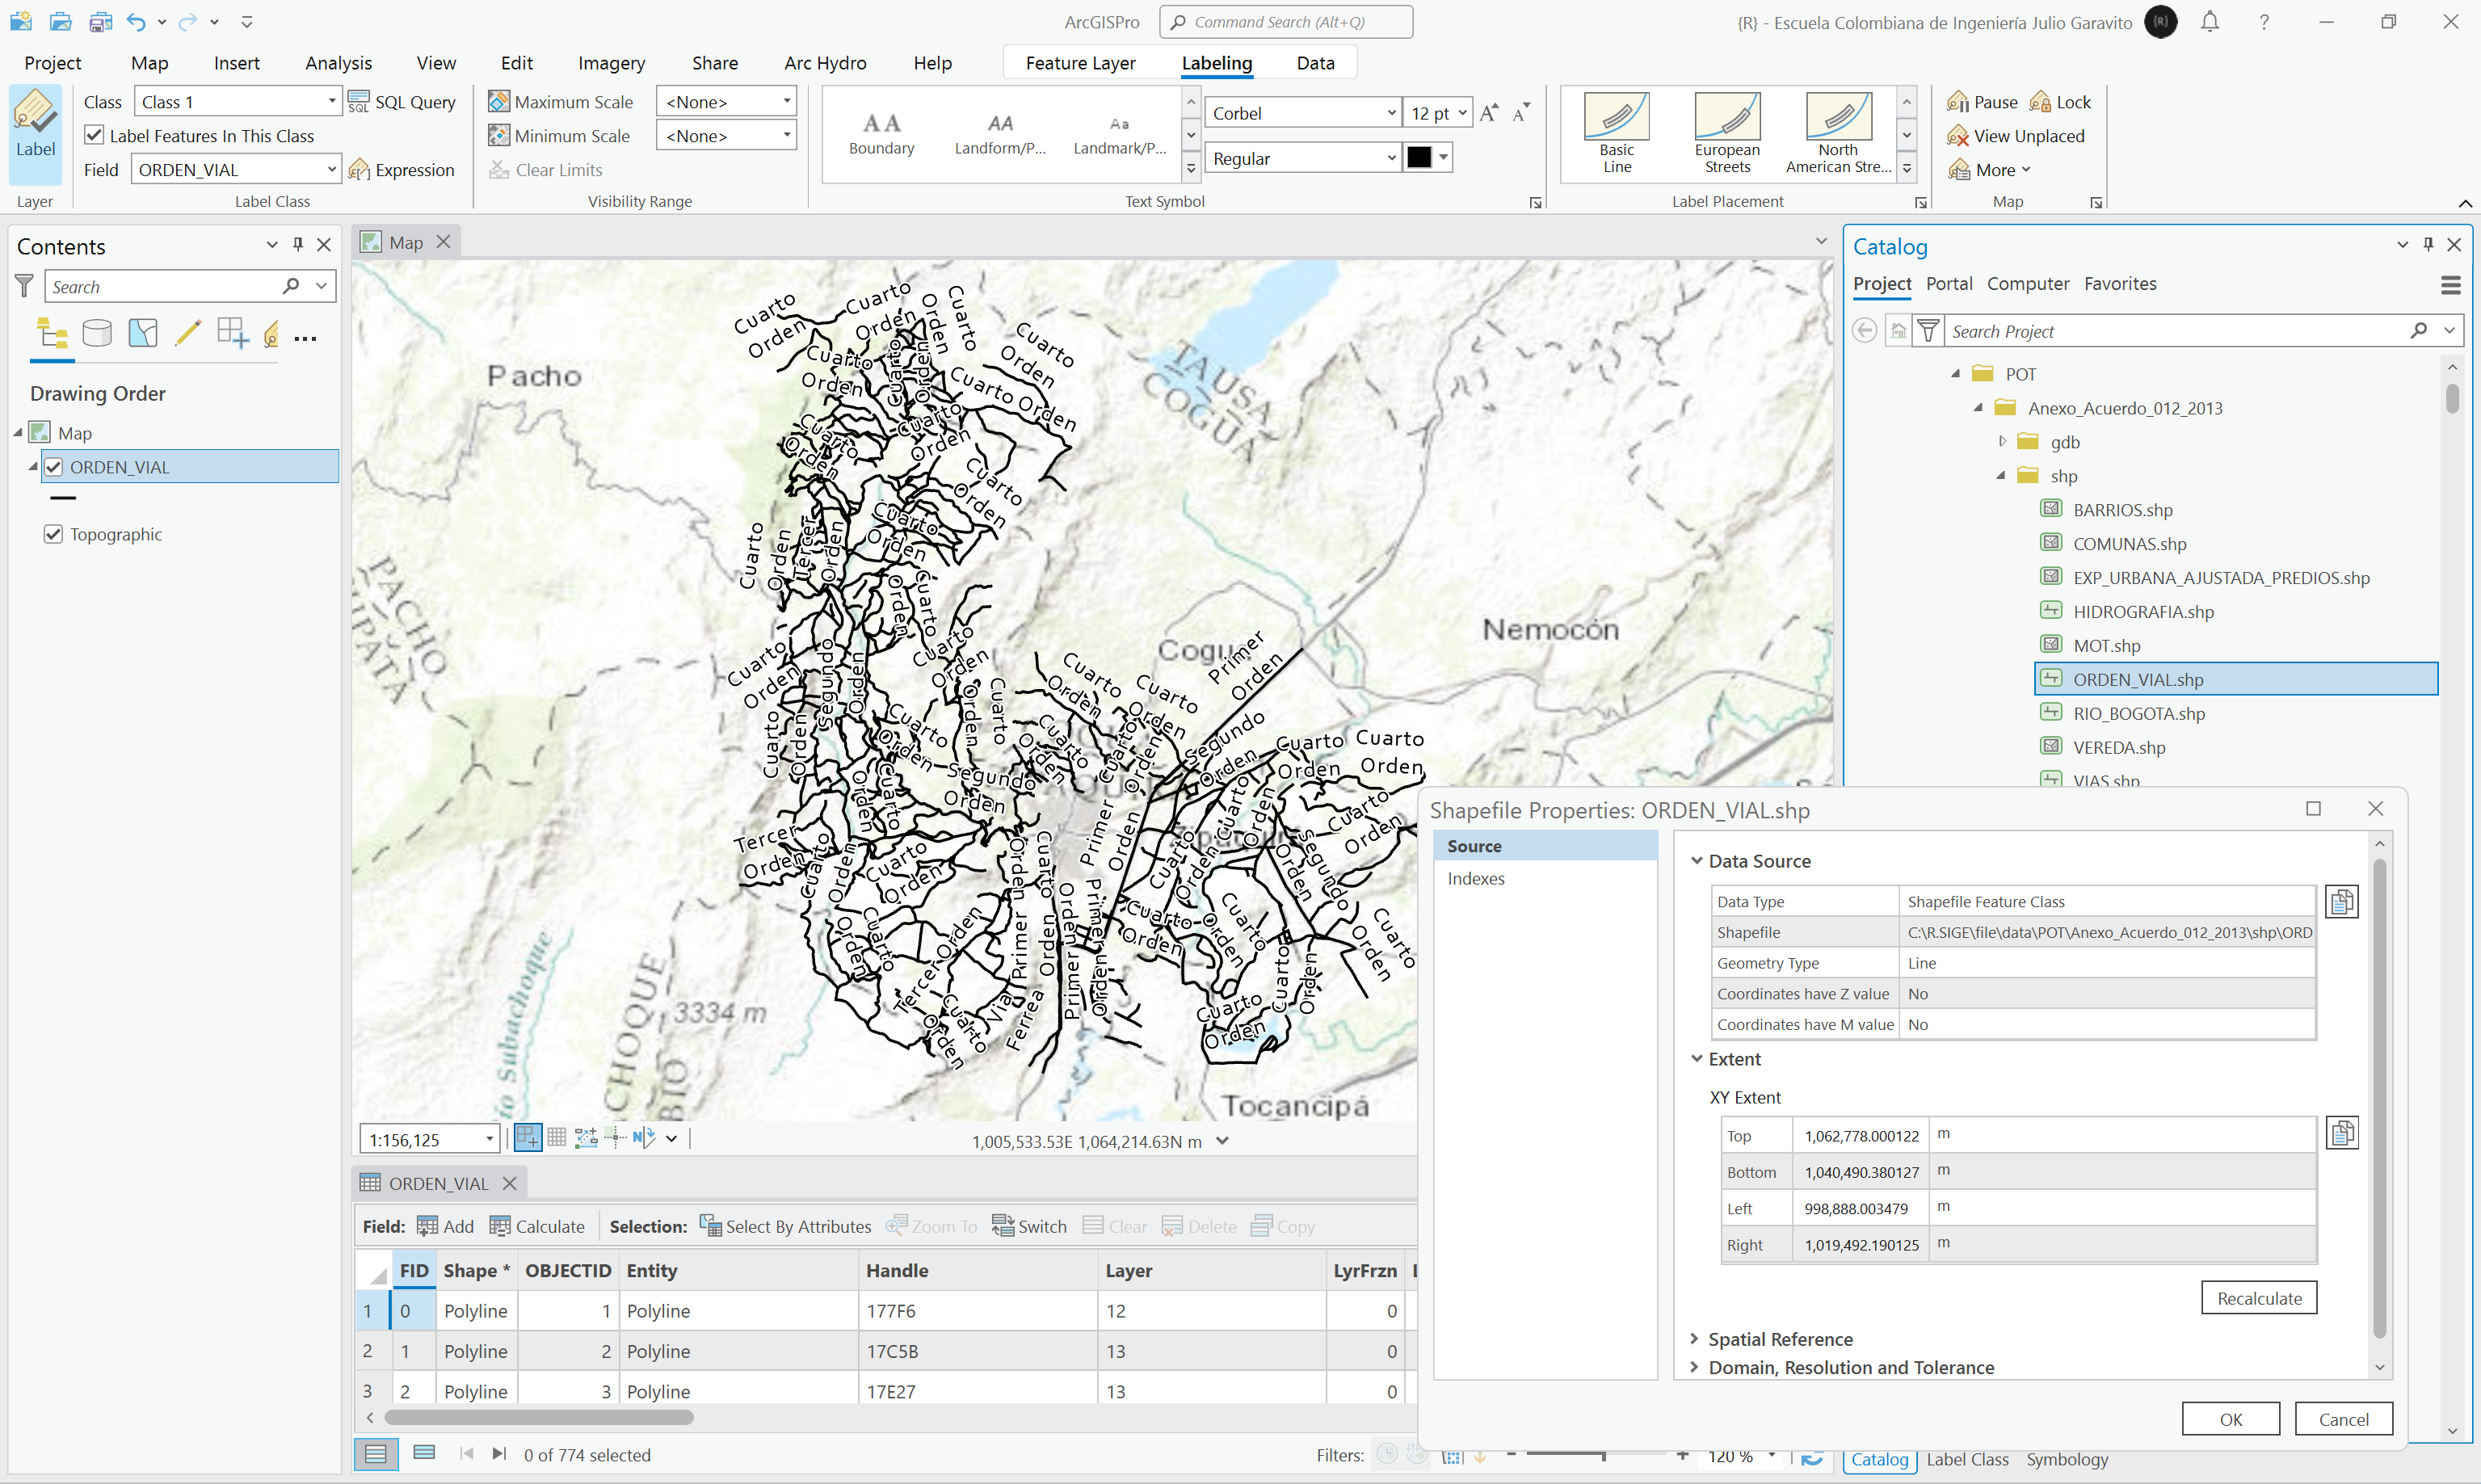 ArcGISPro
Command Search (Alt+Q)
{R} - Escuela Colombiana de Ingeniería Julio Garavito
{R}
Project Map Insert Analysis View Edit Imagery Share Arc Hydro Help Feature Layer Labeling Data
Label
Layer
Class Class 1 SQL Query
Label Features In This Class
Field ORDEN_VIAL Expression
Label Class
Maximum Scale <None>
Minimum Scale <None>
Clear Limits
Visibility Range
Boundary
Landform/P...
Landmark/P...
Corbel 12 pt
Regular
Text Symbol
Basic Line
European Streets
North American Stre...
Label Placement
Pause Lock
View Unplaced
More
Map
Contents
Search
Drawing Order
Map
ORDEN_VIAL
Topographic
Map
Pacho
TAUSA
COGUA
PACHO
Nemocón
3334 m
Tocancipá
Cuarto Orden
Tercer Orden
Segundo Orden
Primer Orden
Via Ferrea
1:156,125
1,005,533.53E 1,064,214.63N m
ORDEN_VIAL
Field: Add Calculate Selection: Select By Attributes Zoom To Switch Clear Delete Copy
FID Shape * OBJECTID Entity Handle Layer LyrFrzn
1 0 Polyline 1 Polyline 177F6 12 0
2 1 Polyline 2 Polyline 17C5B 13 0
3 2 Polyline 3 Polyline 17E27 13 0
0 of 774 selected
Filters:
120 %
Catalog
Project Portal Computer Favorites
Search Project
POT
Anexo_Acuerdo_012_2013
gdb
shp
BARRIOS.shp
COMUNAS.shp
EXP_URBANA_AJUSTADA_PREDIOS.shp
HIDROGRAFIA.shp
MOT.shp
ORDEN_VIAL.shp
RIO_BOGOTA.shp
VEREDA.shp
VIAS.shp
Shapefile Properties: ORDEN_VIAL.shp
Source
Indexes
Data Source
Data Type Shapefile Feature Class
Shapefile C:\R.SIGE\file\data\POT\Anexo_Acuerdo_012_2013\shp\ORD
Geometry Type Line
Coordinates have Z value No
Coordinates have M value No
Extent
XY Extent
Top 1,062,778.000122 m
Bottom 1,040,490.380127 m
Left 998,888.003479 m
Right 1,019,492.190125 m
Recalculate
Spatial Reference
Domain, Resolution and Tolerance
OK Cancel
Catalog Label Class Symbology